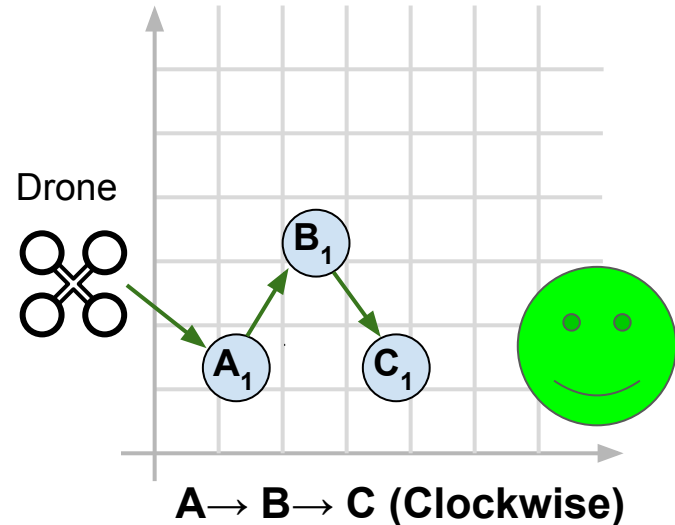 Drone
B₁
A₁
C₁
A→ B→ C (Clockwise)